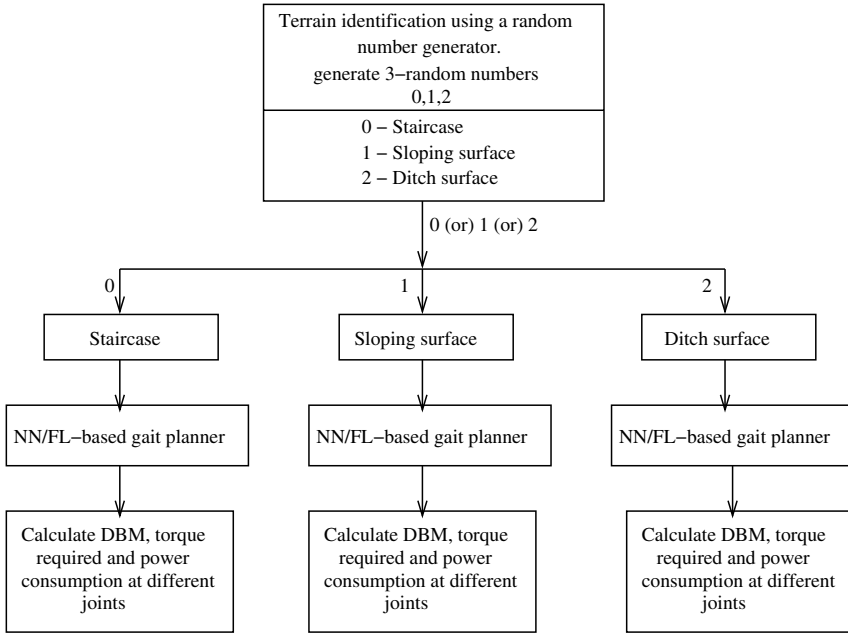 Terrain identification using a random
number generator.
generate 3−random numbers
0,1,2
0 − Staircase
1 − Sloping surface
2 − Ditch surface
0 (or) 1 (or) 2
0
1
2
Staircase
Sloping surface
Ditch surface
NN/FL−based gait planner
NN/FL−based gait planner
NN/FL−based gait planner
Calculate DBM, torque
required and power
consumption at different
joints
Calculate DBM, torque
required and power
consumption at different
joints
Calculate DBM, torque
required and power
consumption at different
joints